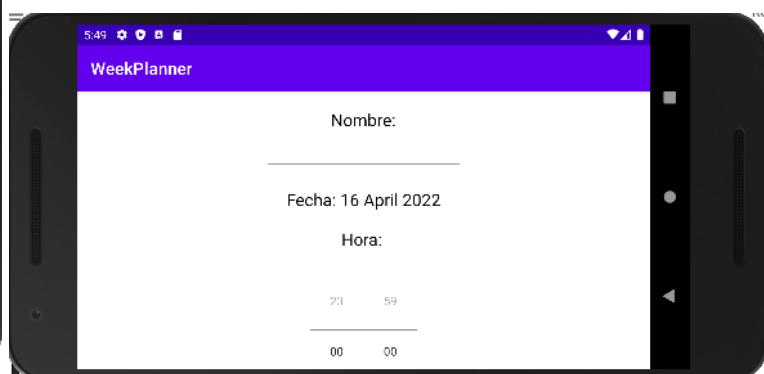 5:49
WeekPlanner
Nombre:
Fecha: 16 April 2022
Hora:
23 59
00 00